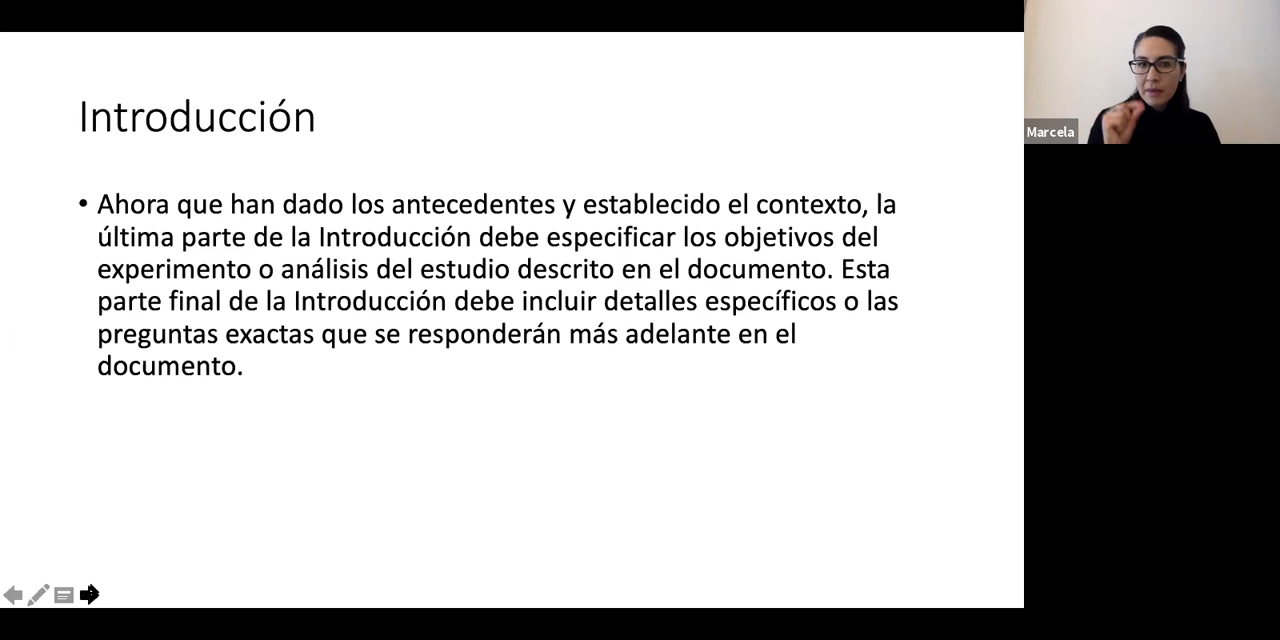 Introducción
• Ahora que han dado los antecedentes y establecido el contexto, la
última parte de la Introducción debe especificar los objetivos del
experimento o análisis del estudio descrito en el documento. Esta
parte final de la Introducción debe incluir detalles específicos o las
preguntas exactas que se responderán más adelante en el
documento.
Marcela